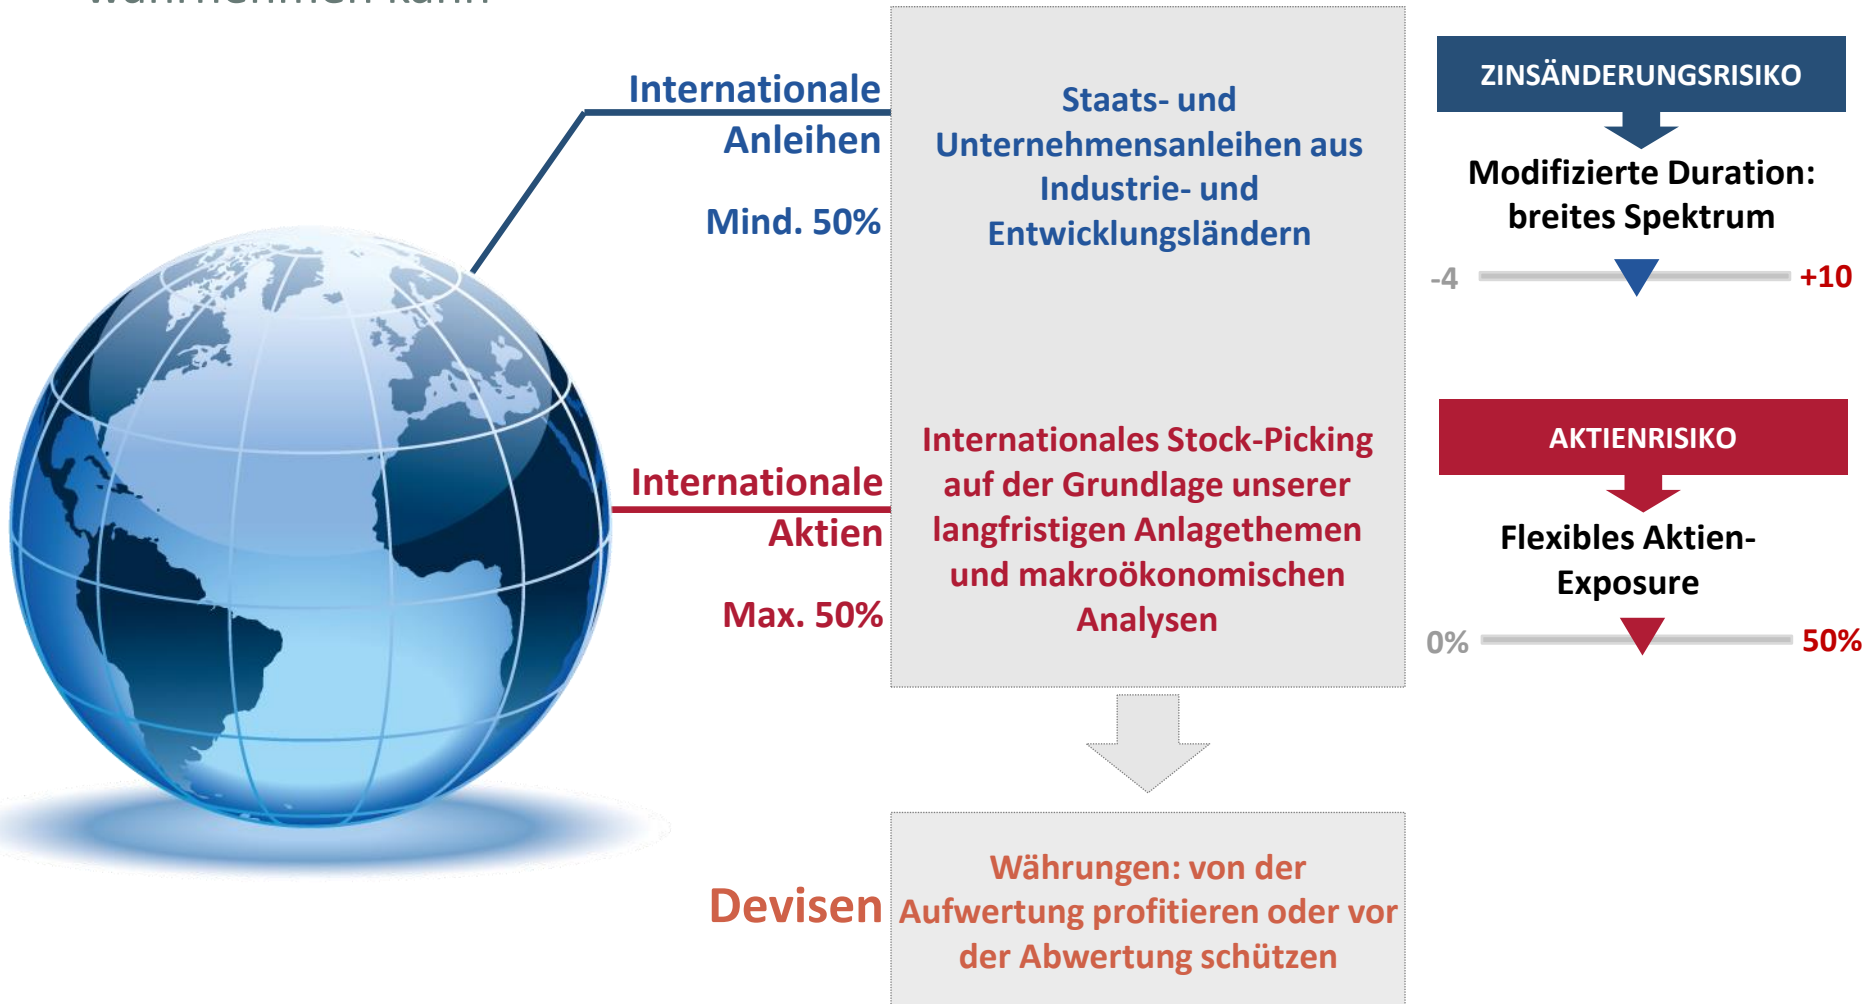 wahrnehmen kann
Internationale
Anleihen
Mind. 50%
Staats- und
Unternehmensanleihen aus
Industrie- und
Entwicklungsländern
ZINSÄNDERUNGSRISIKO
Modifizierte Duration:
breites Spektrum
-4
+10
Internationale
Aktien
Max. 50%
Internationales Stock-Picking
auf der Grundlage unserer
langfristigen Anlagethemen
und makroökonomischen
Analysen
AKTIENRISIKO
Flexibles Aktien-
Exposure
0%
50%
Devisen
Währungen: von der
Aufwertung profitieren oder vor
der Abwertung schützen